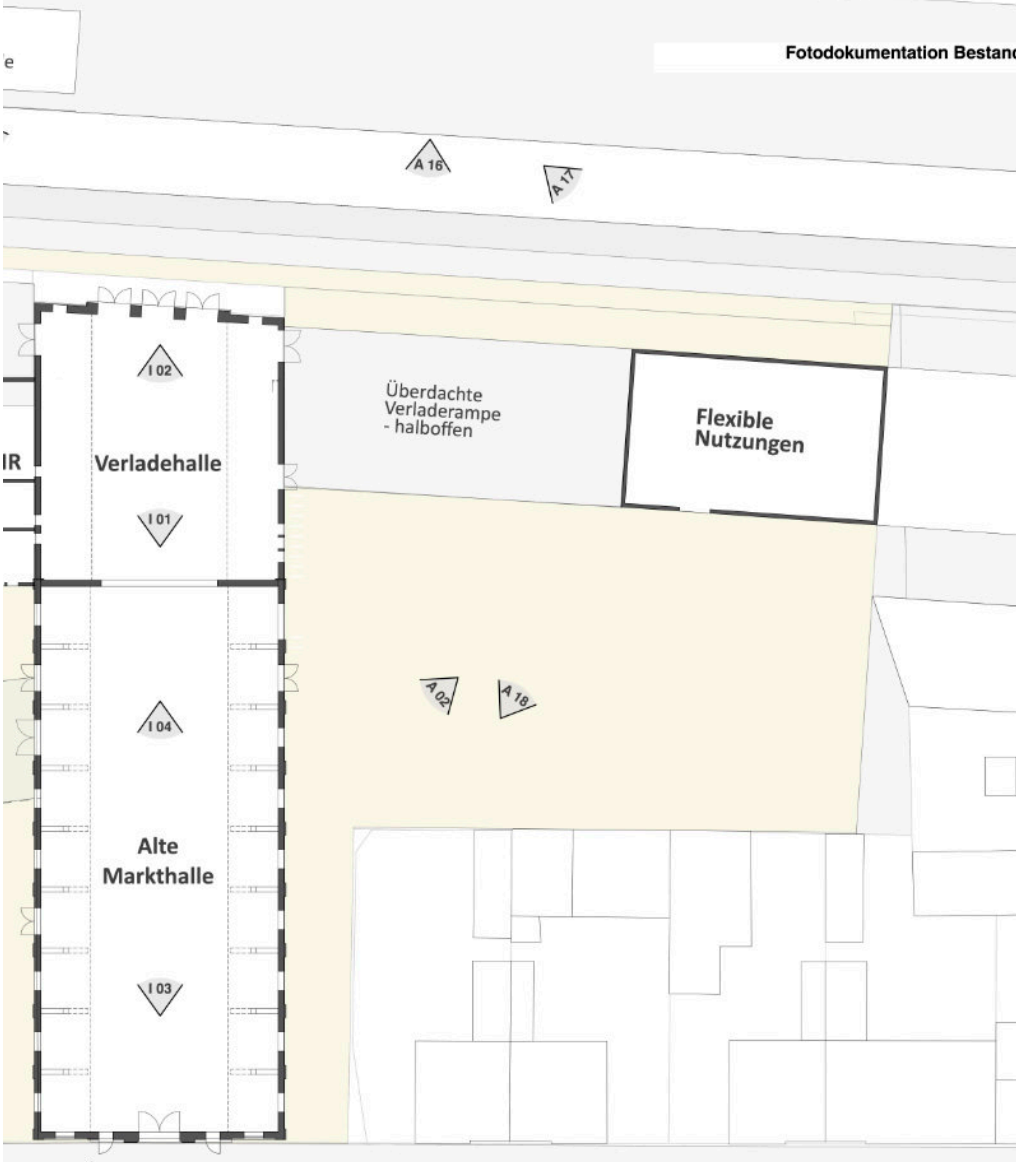 Fotodokumentation Bestand
A 16
A 17
I 02
Überdachte
Verladerampe
- halboffen
Flexible
Nutzungen
Verladehalle
I 01
A 02
A 18
I 04
Alte
Markthalle
I 03